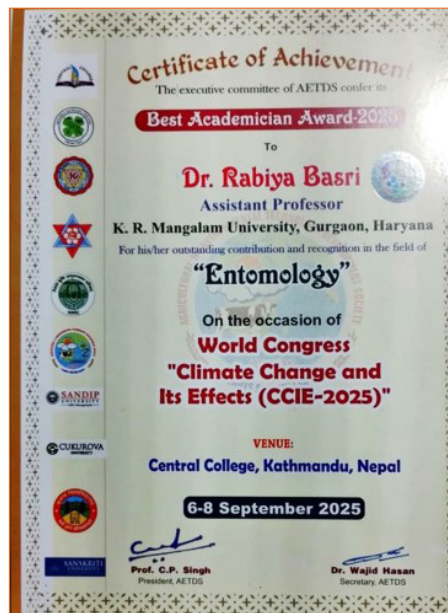 Certificate of Achievement
The executive committee of AETDS confer its
Best Academician Award-2025
To
Dr. Rabiya Basri
Assistant Professor
K. R. Mangalam University, Gurgaon, Haryana
For his/her outstanding contribution and recognition in the field of
"Entomology"
On the occasion of
World Congress
"Climate Change and
Its Effects (CCIE-2025)"
VENUE:
Central College, Kathmandu, Nepal
6-8 September 2025
Prof. C.P. Singh
President, AETDS
Dr. Wajid Hasan
Secretary, AETDS
SANDIP
UNIVERSITY
CUKUROVA
UNIVERSITY
SANSKRITI
UNIVERSITY